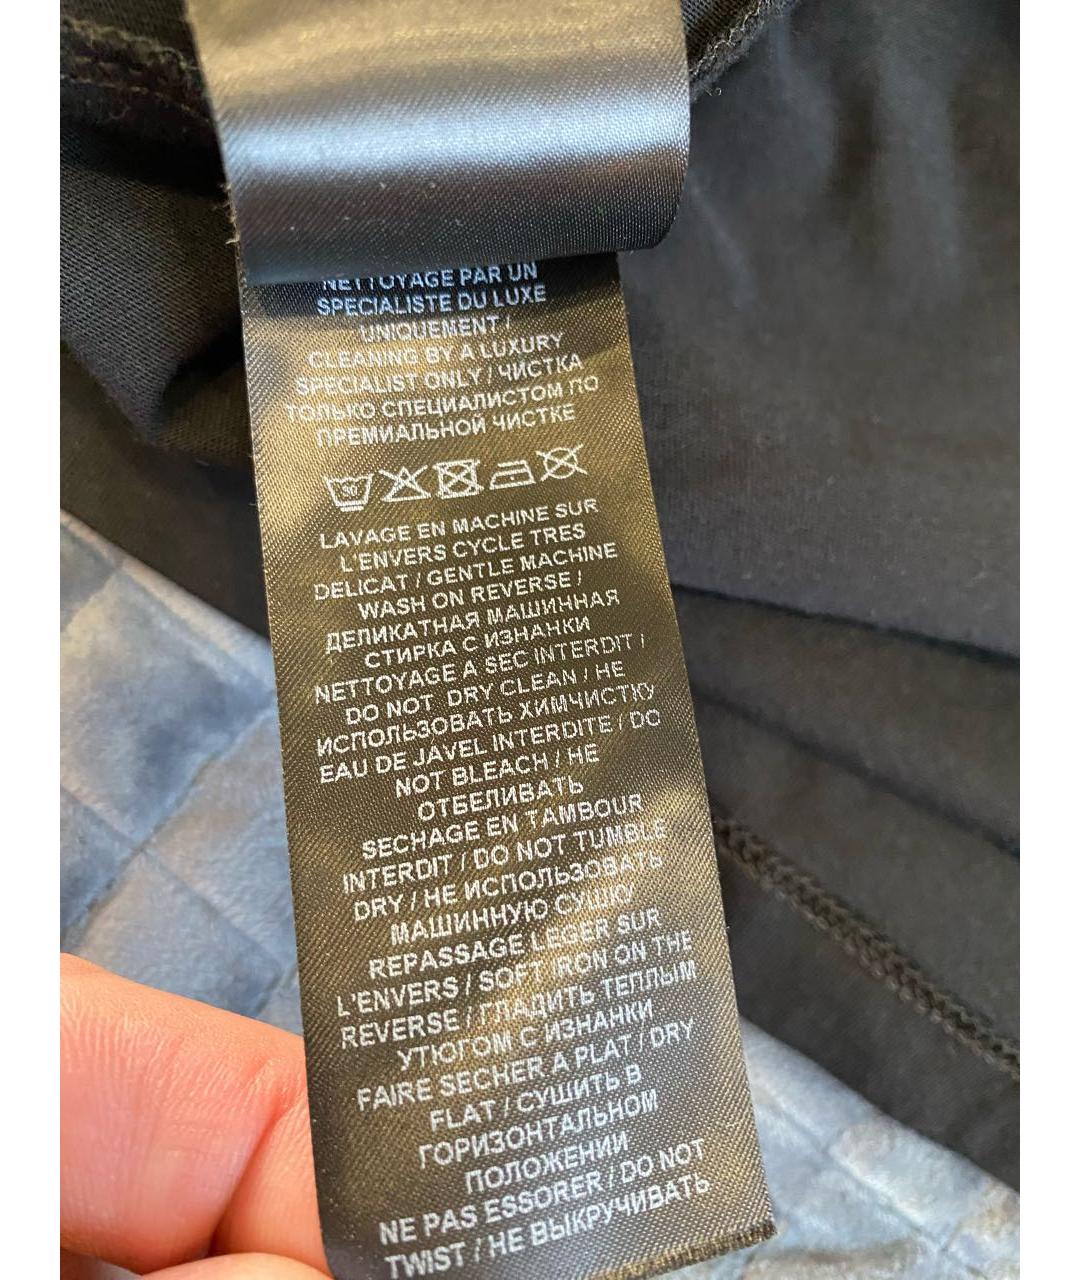 NETTOYAGE PAR UN
SPECIALISTE DU LUXE
UNIQUEMENT /
CLEANING BY A LUXURY
SPECIALIST ONLY / ЧИСТКА
ТОЛЬКО СПЕЦИАЛИСТОМ ПО
ПРЕМИАЛЬНОЙ ЧИСТКЕ
30
LAVAGE EN MACHINE SUR
L'ENVERS CYCLE TRES
DELICAT / GENTLE MACHINE
WASH ON REVERSE /
ДЕЛИКАТНАЯ МАШИННАЯ
СТИРКА С ИЗНАНКИ
NETTOYAGE A SEC INTERDIT /
DO NOT DRY CLEAN / НЕ
ИСПОЛЬЗОВАТЬ ХИМЧИСТКУ
EAU DE JAVEL INTERDITE / DO
NOT BLEACH / НЕ
ОТБЕЛИВАТЬ
SECHAGE EN TAMBOUR
INTERDIT / DO NOT TUMBLE
DRY / НЕ ИСПОЛЬЗОВАТЬ
МАШИННУЮ СУШКУ
REPASSAGE LEGER SUR
L'ENVERS / SOFT IRON ON THE
REVERSE / ГЛАДИТЬ ТЕПЛЫМ
УТЮГОМ С ИЗНАНКИ
FAIRE SECHER A PLAT / DRY
FLAT / СУШИТЬ В
ГОРИЗОНТАЛЬНОМ
ПОЛОЖЕНИИ
NE PAS ESSORER / DO NOT
TWIST / НЕ ВЫКРУЧИВАТЬ